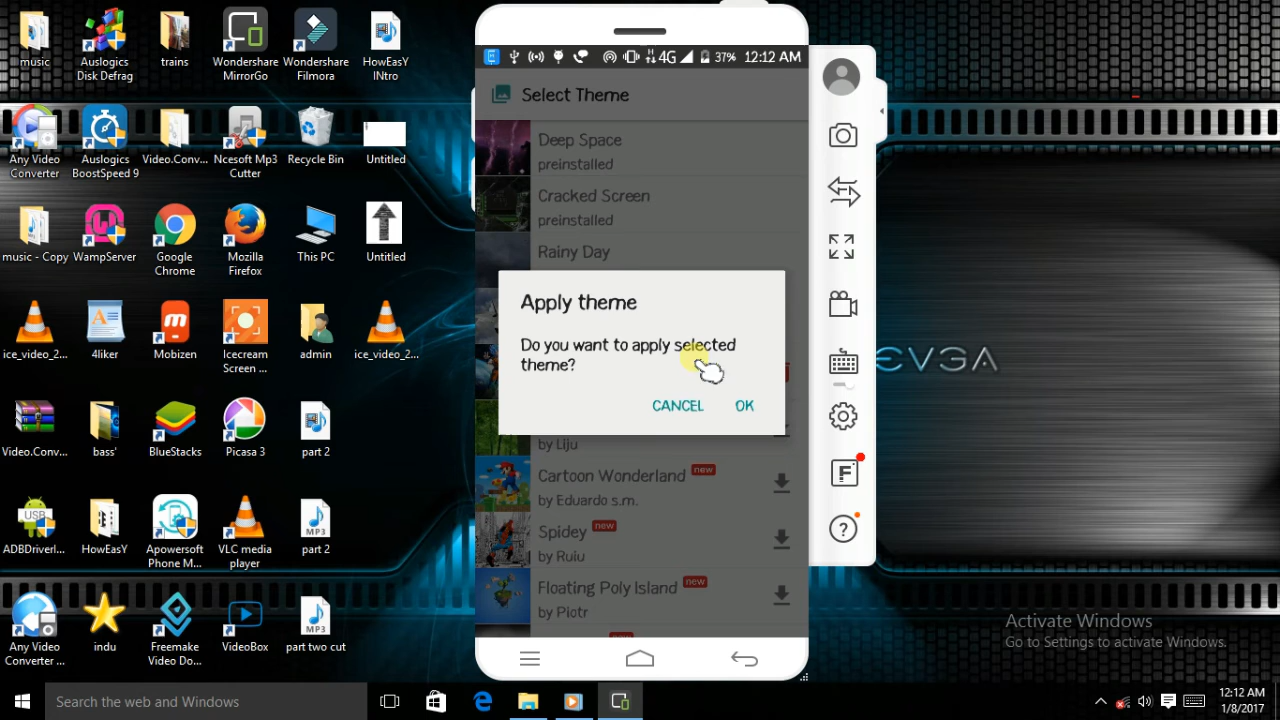 music
Auslogics
Disk Defrag
trains
Wondershare
MirrorGo
Wondershare
Filmora
HowEasY
INtro
Any Video
Converter
Auslogics
BoostSpeed 9
Video.Conv...
Ncesoft Mp3
Cutter
Recycle Bin
Untitled
music - Copy
WampServer
Google
Chrome
Mozilla
Firefox
This PC
Untitled
ice_video_2...
4liker
Mobizen
Icecream
Screen ...
admin
ice_video_2...
Video.Conv...
bass'
BlueStacks
Picasa 3
part 2
ADBDriverI...
HowEasY
Apowersoft
Phone M...
VLC media
player
MP3
part 2
Any Video
Converter ...
indu
Freemake
Video Do...
VideoBox
MP3
part two cut
4G 37% 12:12 AM
Select Theme
Deep Space
preinstalled
Cracked Screen
preinstalled
Rainy Day
Apply theme
Do you want to apply selected
theme?
CANCEL OK
by Liju
Cartoon Wonderland new
by Eduardo s.m.
Spidey new
by Rulu
Floating Poly Island new
by Piotr
EVGA
Activate Windows
Go to Settings to activate Windows.
Search the web and Windows
12:12 AM
1/8/2017